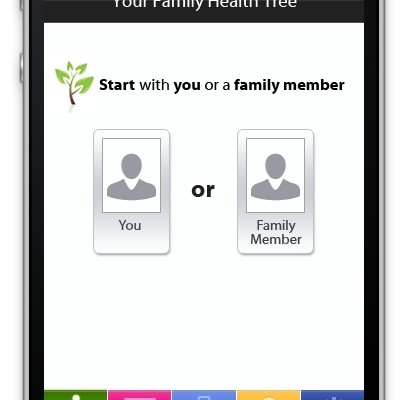 Your Family Health Tree
Start with you or a family member
You
or
Family
Member